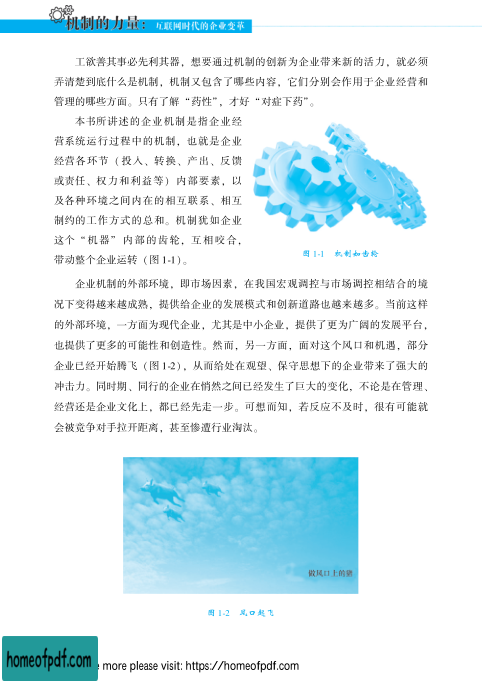 机制的力量：互联网时代的企业变革
工欲善其事必先利其器，想要通过机制的创新为企业带来新的活力，就必须
弄清楚到底什么是机制，机制又包含了哪些内容，它们分别会作用于企业经营和
管理的哪些方面。只有了解“药性”，才好“对症下药”。
本书所讲述的企业机制是指企业经
营系统运行过程中的机制，也就是企业
经营各环节（投入、转换、产出、反馈
或责任、权力和利益等）内部要素，以
及各种环境之间内在的相互联系、相互
制约的工作方式的总和。机制犹如企业
这个“机器”内部的齿轮，互相咬合，
带动整个企业运转（图 1-1）。
图 1-1 机制如齿轮
企业机制的外部环境，即市场因素，在我国宏观调控与市场调控相结合的境
况下变得越来越成熟，提供给企业的发展模式和创新道路也越来越多。当前这样
的外部环境，一方面为现代企业，尤其是中小企业，提供了更为广阔的发展平台，
也提供了更多的可能性和创造性。然而，另一方面，面对这个风口和机遇，部分
企业已经开始腾飞（图 1-2），从而给处在观望、保守思想下的企业带来了强大的
冲击力。同时期、同行的企业在悄然之间已经发生了巨大的变化，不论是在管理、
经营还是企业文化上，都已经先走一步。可想而知，若反应不及时，很有可能就
会被竞争对手拉开距离，甚至惨遭行业淘汰。
做风口上的猪
图 1-2 风口起飞
homeofpdf.com
more please visit: https://homeofpdf.com